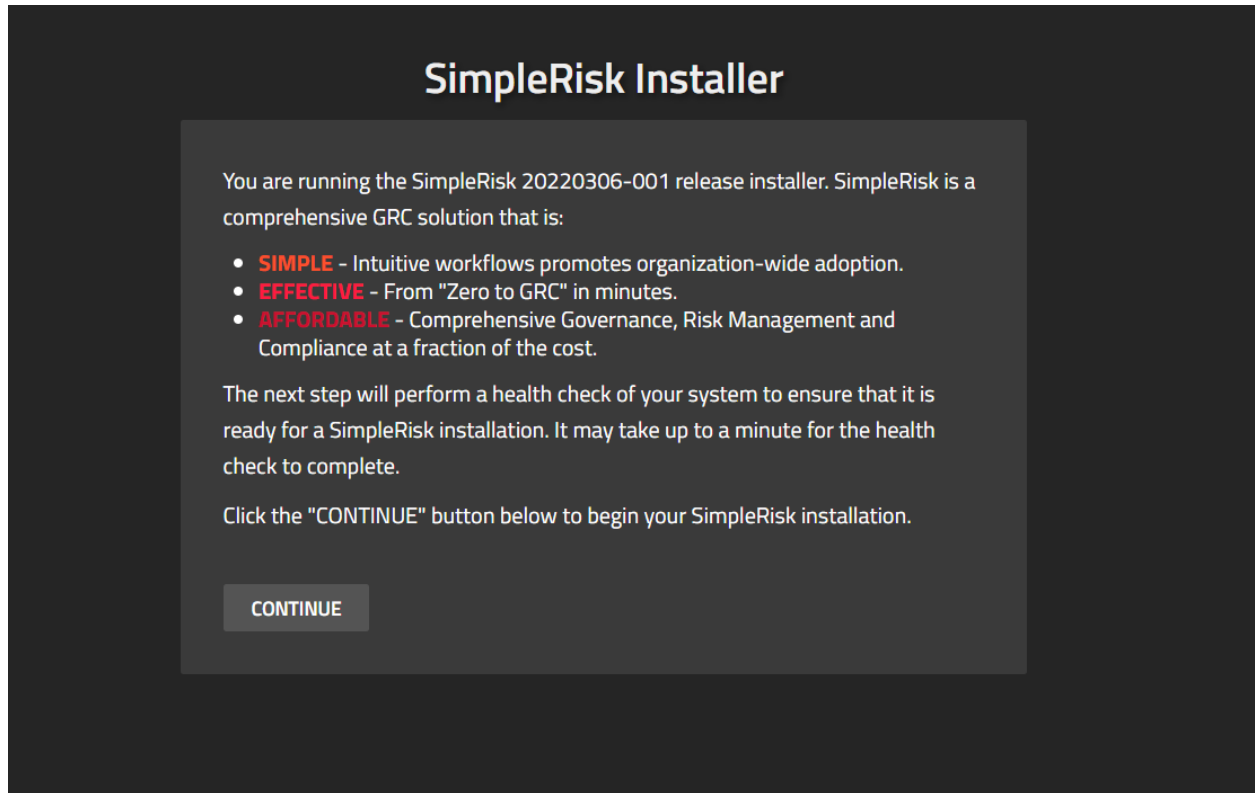 SimpleRisk Installer
You are running the SimpleRisk 20220306-001 release installer. SimpleRisk is a
comprehensive GRC solution that is:
• SIMPLE - Intuitive workflows promotes organization-wide adoption.
• EFFECTIVE - From "Zero to GRC" in minutes.
• AFFORDABLE - Comprehensive Governance, Risk Management and
Compliance at a fraction of the cost.
The next step will perform a health check of your system to ensure that it is
ready for a SimpleRisk installation. It may take up to a minute for the health
check to complete.
Click the "CONTINUE" button below to begin your SimpleRisk installation.
CONTINUE